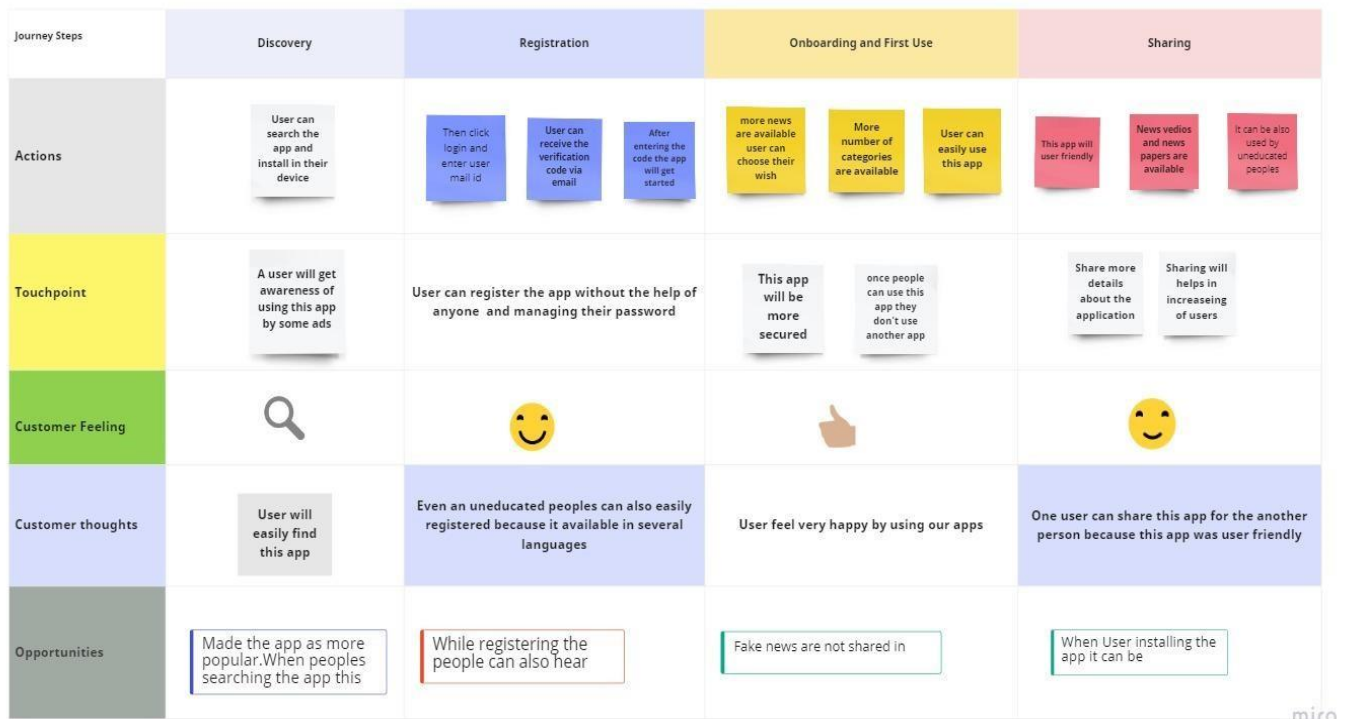 Journey Steps
Discovery
Registration
Onboarding and First Use
Sharing
Actions
User can
search the
app and
install in their
device
Then click
login and
enter user
mail id
User can
receive the
verification
code via
email
After
entering the
code the app
will get
started
more news
are available
user can
choose their
wish
More
number of
categories
are available
User can
easily use
this app
This app will
user friendly
News vedios
and news
papers are
available
It can be also
used by
uneducated
peoples
Touchpoint
A user will get
awareness of
using this app
by some ads
User can register the app without the help of
anyone and managing their password
This app
will be
more
secured
once people
can use this
app they
don't use
another app
Share more
details
about the
application
Sharing will
helps in
increaseing
of users
Customer Feeling
Customer thoughts
User will
easily find
this app
Even an uneducated peoples can also easily
registered because it available in several
languages
User feel very happy by using our apps
One user can share this app for the another
person because this app was user friendly
Opportunities
Made the app as more
popular.When peoples
searching the app this
While registering the
people can also hear
Fake news are not shared in
When User installing the
app it can be
miro